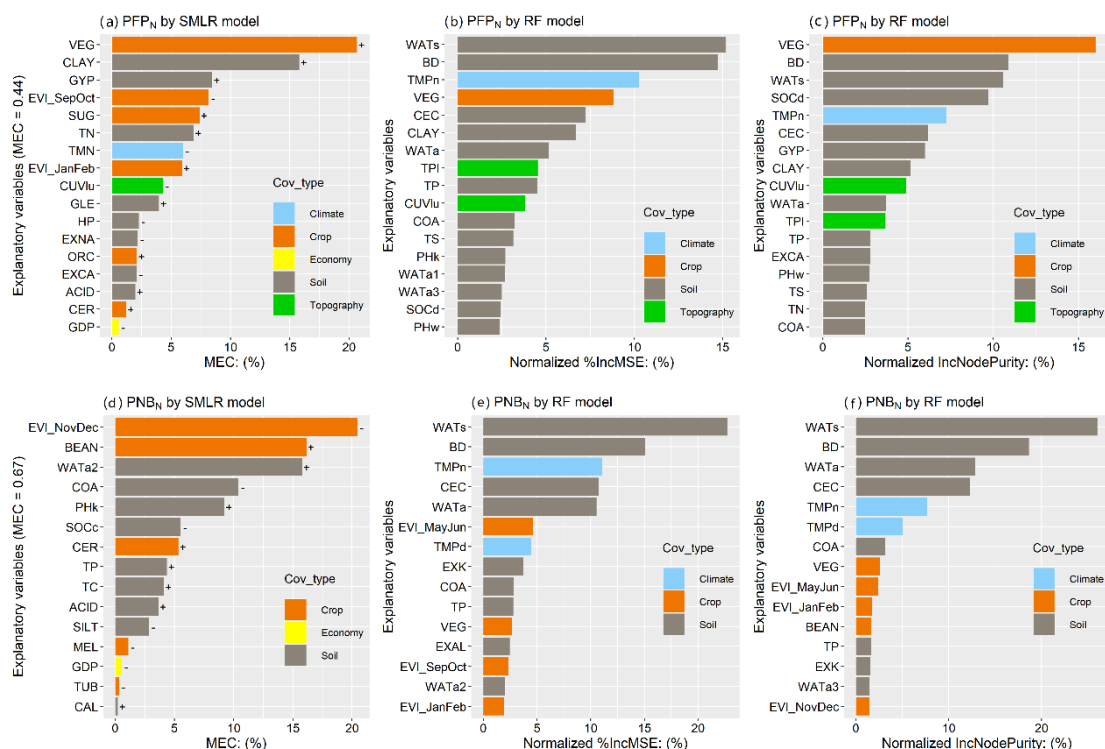 (a) PFPN by SMLR model
Explanatory variables (MEC = 0.44)
VEG +
CLAY +
GYP +
EVI_SepOct -
SUG +
TN +
TMN -
EVI_JanFeb +
CUVlu -
GLE +
HP -
EXNA -
ORC +
EXCA -
ACID +
CER +
GDP -
Cov_type
Climate
Crop
Economy
Soil
Topography
0 5 10 15 20
MEC: (%)
(b) PFPN by RF model
Explanatory variables
WATs
BD
TMPn
VEG
CEC
CLAY
WATa
TPI
TP
CUVlu
COA
TS
PHk
WATa1
WATa3
SOCd
PHw
Cov_type
Climate
Crop
Soil
Topography
0 5 10 15
Normalized %IncMSE: (%)
(c) PFPN by RF model
Explanatory variables
VEG
BD
WATs
SOCd
TMPn
CEC
GYP
CLAY
CUVlu
WATa
TPI
TP
EXCA
PHw
TS
TN
COA
Cov_type
Climate
Crop
Soil
Topography
0 5 10 15
Normalized IncNodePurity: (%)
(d) PNBN by SMLR model
Explanatory variables (MEC = 0.67)
EVI_NovDec -
BEAN +
WATa2 +
COA -
PHk +
SOCc -
CER +
TP +
TC +
ACID +
SILT -
MEL -
GDP -
TUB -
CAL +
Cov_type
Crop
Economy
Soil
0 5 10 15 20
MEC: (%)
(e) PNBN by RF model
Explanatory variables
WATs
BD
TMPn
CEC
WATa
EVI_MayJun
TMPd
EXK
COA
TP
VEG
EXAL
EVI_SepOct
WATa2
EVI_JanFeb
Cov_type
Climate
Crop
Soil
0 5 10 15 20
Normalized %IncMSE: (%)
(f) PNBN by RF model
Explanatory variables
WATs
BD
WATa
CEC
TMPn
TMPd
COA
VEG
EVI_MayJun
EVI_JanFeb
BEAN
TP
EXK
WATa3
EVI_NovDec
Cov_type
Climate
Crop
Soil
0 10 20
Normalized IncNodePurity: (%)